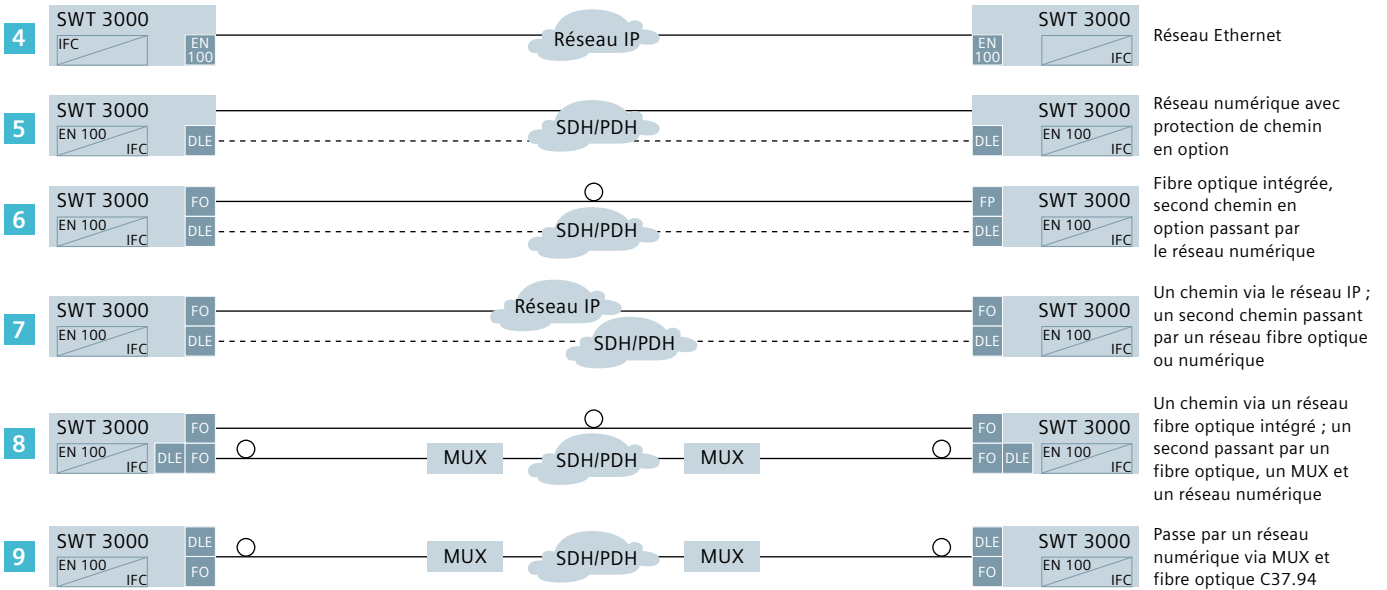 4
SWT 3000
IFC
EN
100
Réseau IP
EN
100
SWT 3000
IFC
Réseau Ethernet
5
SWT 3000
EN 100
IFC
DLE
SDH/PDH
DLE
SWT 3000
EN 100
IFC
Réseau numérique avec
protection de chemin
en option
6
SWT 3000
EN 100
IFC
FO
DLE
SDH/PDH
FP
DLE
SWT 3000
EN 100
IFC
Fibre optique intégrée,
second chemin en
option passant par
le réseau numérique
7
SWT 3000
EN 100
IFC
FO
DLE
Réseau IP
SDH/PDH
FO
DLE
SWT 3000
EN 100
IFC
Un chemin via le réseau IP ;
un second chemin passant
par un réseau fibre optique
ou numérique
8
SWT 3000
EN 100
IFC
FO
DLE
FO
MUX
SDH/PDH
MUX
FO
FO
DLE
SWT 3000
EN 100
IFC
Un chemin via un réseau
fibre optique intégré ; un
second passant par un
fibre optique, un MUX et
un réseau numérique
9
SWT 3000
EN 100
IFC
DLE
FO
MUX
SDH/PDH
MUX
DLE
FO
SWT 3000
EN 100
IFC
Passe par un réseau
numérique via MUX et
fibre optique C37.94